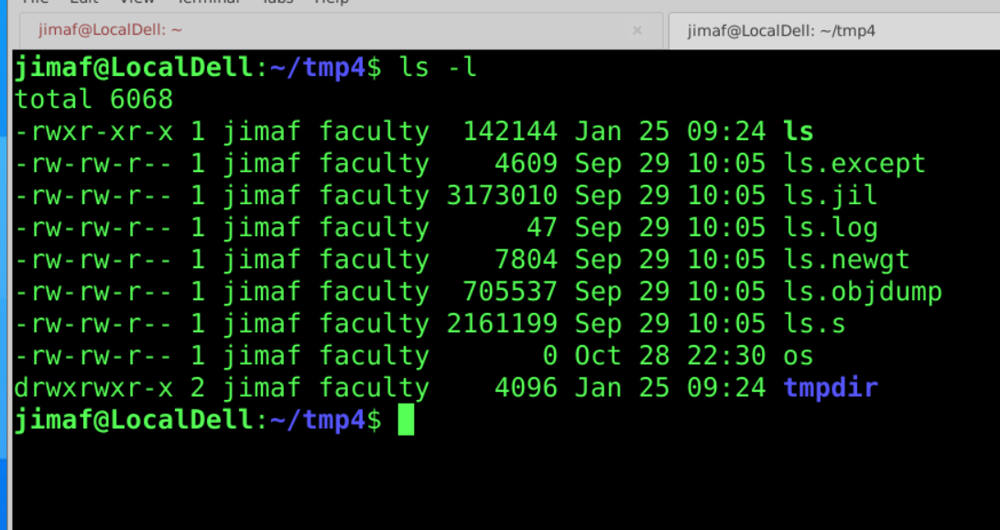 File Edit View Terminal Tabs Help
jimaf@LocalDell: ~ × jimaf@LocalDell: ~/tmp4
jimaf@LocalDell:~/tmp4$ ls -l
total 6068
-rwxr-xr-x 1 jimaf faculty  142144 Jan 25 09:24 ls
-rw-rw-r-- 1 jimaf faculty    4609 Sep 29 10:05 ls.except
-rw-rw-r-- 1 jimaf faculty 3173010 Sep 29 10:05 ls.jil
-rw-rw-r-- 1 jimaf faculty      47 Sep 29 10:05 ls.log
-rw-rw-r-- 1 jimaf faculty    7804 Sep 29 10:05 ls.newgt
-rw-rw-r-- 1 jimaf faculty  705537 Sep 29 10:05 ls.objdump
-rw-rw-r-- 1 jimaf faculty 2161199 Sep 29 10:05 ls.s
-rw-rw-r-- 1 jimaf faculty       0 Oct 28 22:30 os
drwxrwxr-x 2 jimaf faculty    4096 Jan 25 09:24 tmpdir
jimaf@LocalDell:~/tmp4$